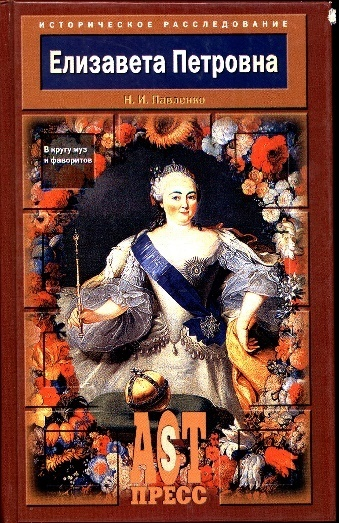 ИСТОРИЧЕСКОЕ РАССЛЕДОВАНИЕ
Елизавета Петровна
Н. И. Павленко
В кругу муз
и фаворитов
AST
ПРЕСС